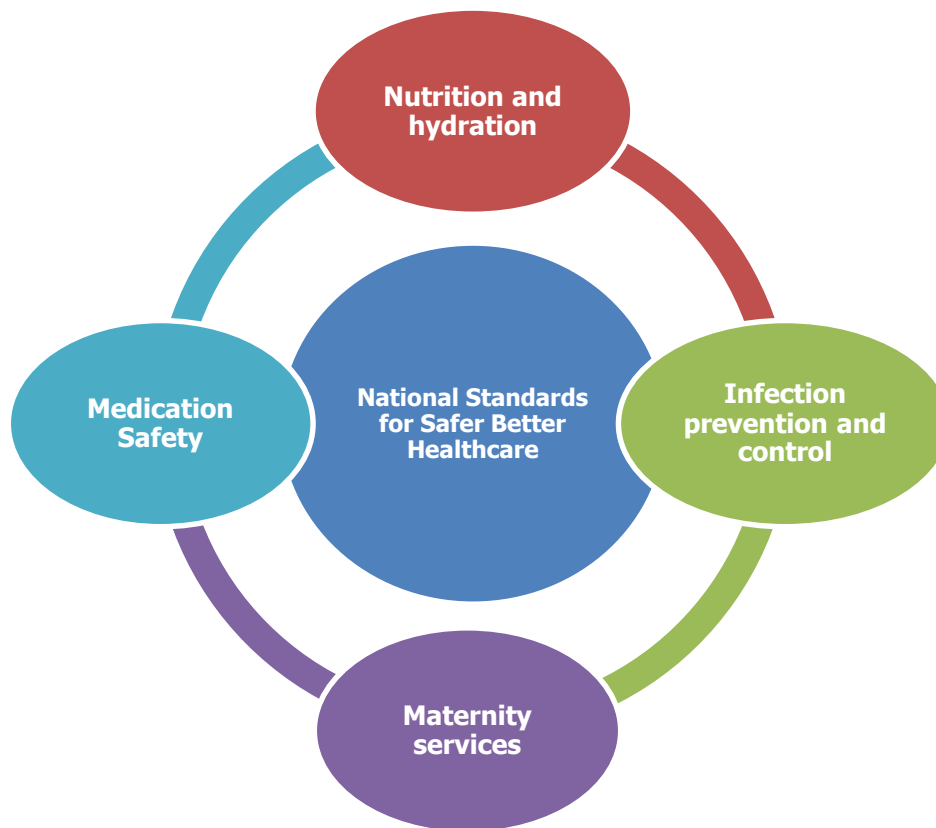 Nutrition and
hydration
National Standards
for Safer Better
Healthcare
Medication
Safety
Infection
prevention and
control
Maternity
services